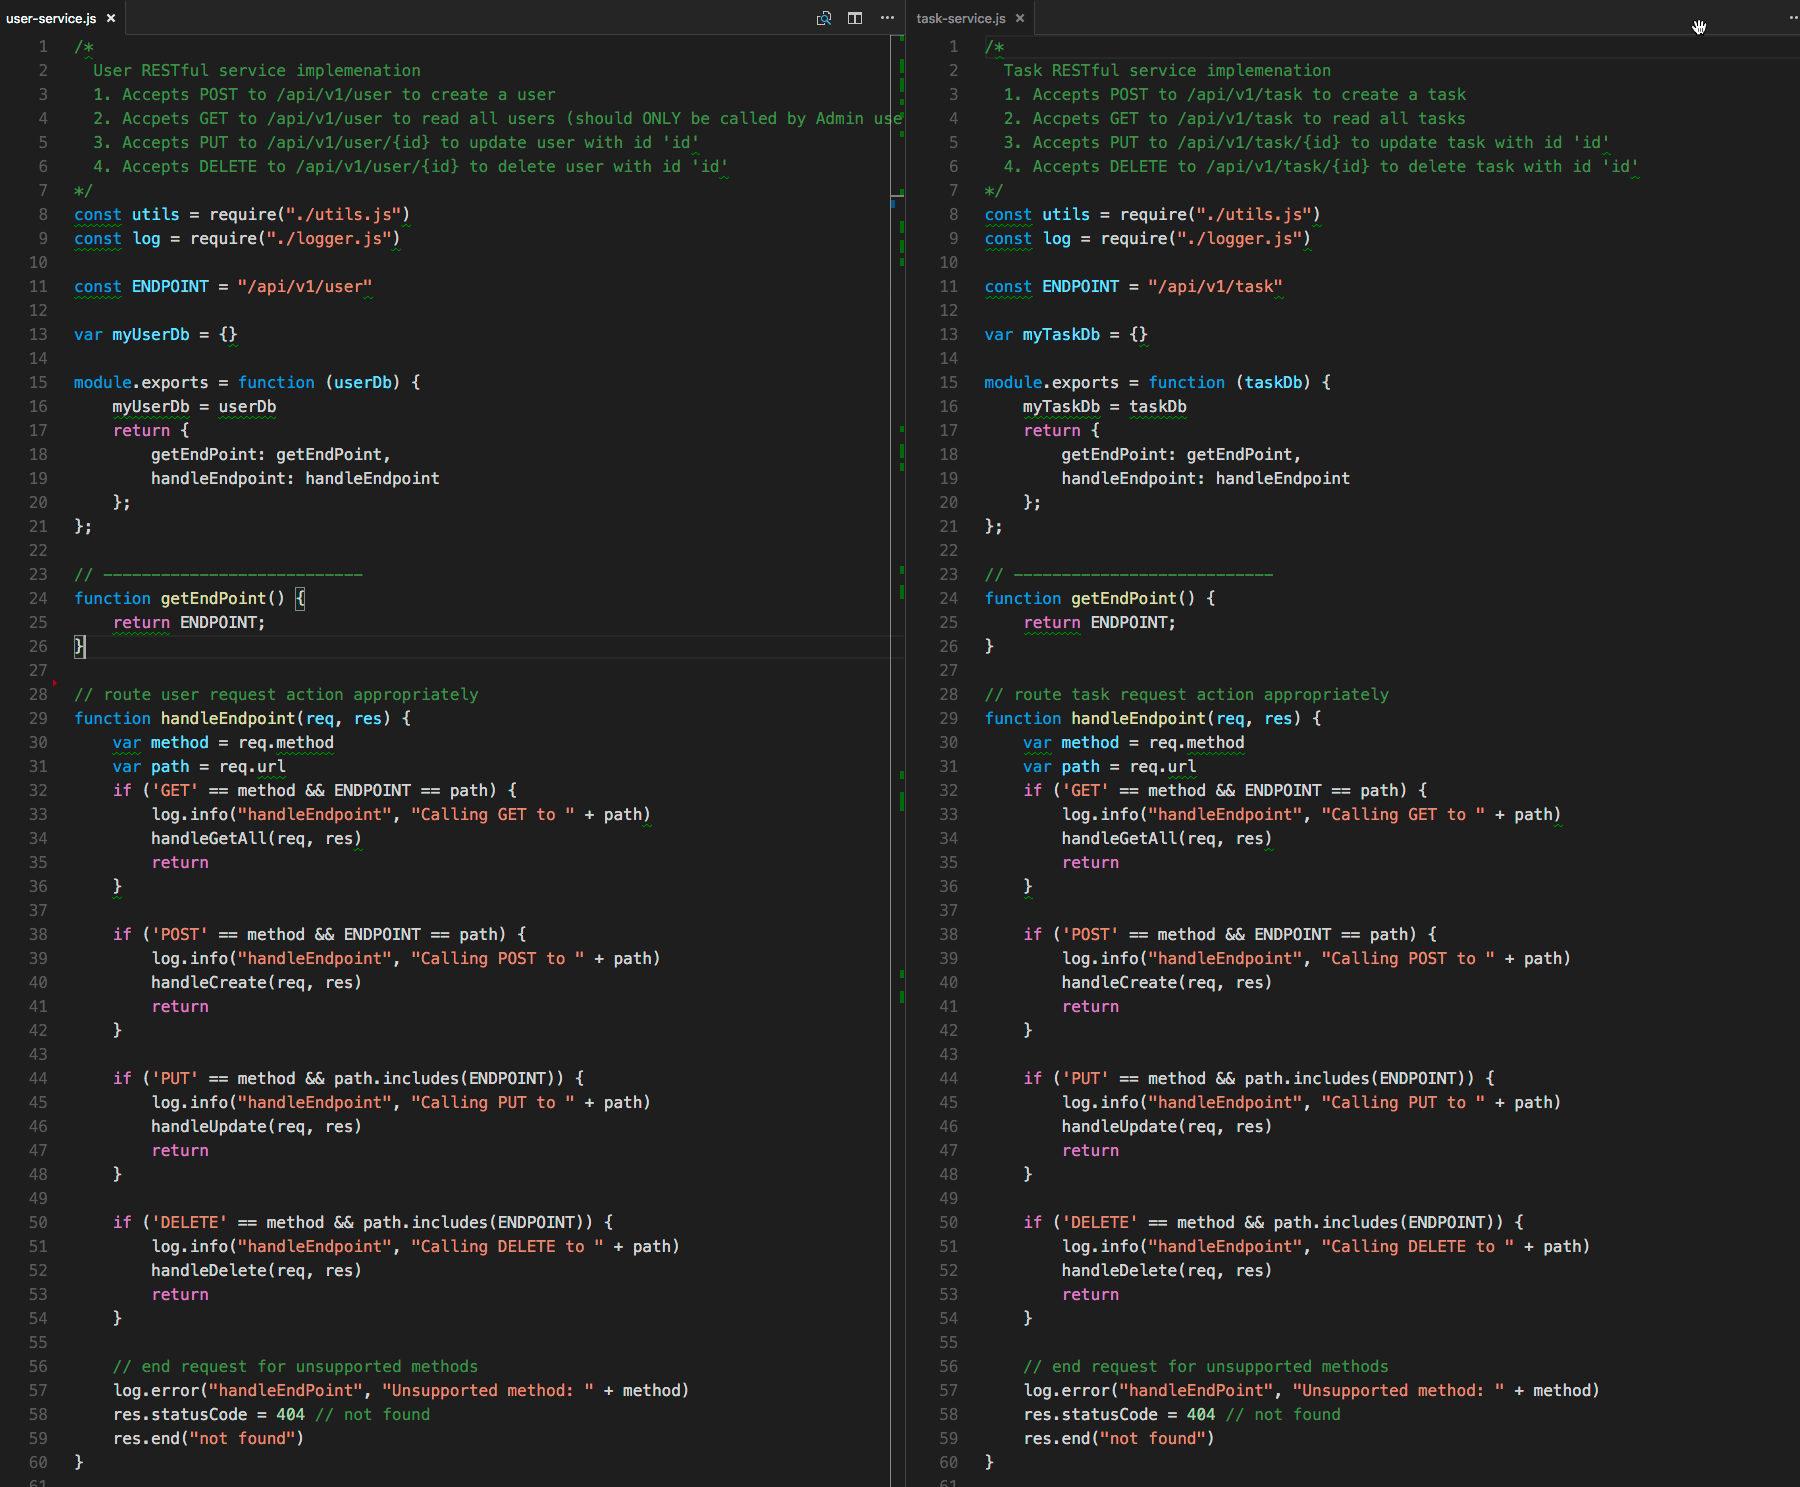 user-service.js
1 /*
2 User RESTful service implemenation
3 1. Accepts POST to /api/v1/user to create a user
4 2. Accpets GET to /api/v1/user to read all users (should ONLY be called by Admin use
5 3. Accepts PUT to /api/v1/user/{id} to update user with id 'id'
6 4. Accepts DELETE to /api/v1/user/{id} to delete user with id 'id'
7 */
8 const utils = require("./utils.js")
9 const log = require("./logger.js")
10
11 const ENDPOINT = "/api/v1/user"
12
13 var myUserDb = {}
14
15 module.exports = function (userDb) {
16 myUserDb = userDb
17 return {
18 getEndPoint: getEndPoint,
19 handleEndpoint: handleEndpoint
20 };
21 };
22
23 // ---------------------------
24 function getEndPoint() {
25 return ENDPOINT;
26 }
27
28 // route user request action appropriately
29 function handleEndpoint(req, res) {
30 var method = req.method
31 var path = req.url
32 if ('GET' == method && ENDPOINT == path) {
33 log.info("handleEndpoint", "Calling GET to " + path)
34 handleGetAll(req, res)
35 return
36 }
37
38 if ('POST' == method && ENDPOINT == path) {
39 log.info("handleEndpoint", "Calling POST to " + path)
40 handleCreate(req, res)
41 return
42 }
43
44 if ('PUT' == method && path.includes(ENDPOINT)) {
45 log.info("handleEndpoint", "Calling PUT to " + path)
46 handleUpdate(req, res)
47 return
48 }
49
50 if ('DELETE' == method && path.includes(ENDPOINT)) {
51 log.info("handleEndpoint", "Calling DELETE to " + path)
52 handleDelete(req, res)
53 return
54 }
55
56 // end request for unsupported methods
57 log.error("handleEndPoint", "Unsupported method: " + method)
58 res.statusCode = 404 // not found
59 res.end("not found")
60 }
61
task-service.js
1 /*
2 Task RESTful service implemenation
3 1. Accepts POST to /api/v1/task to create a task
4 2. Accpets GET to /api/v1/task to read all tasks
5 3. Accepts PUT to /api/v1/task/{id} to update task with id 'id'
6 4. Accepts DELETE to /api/v1/task/{id} to delete task with id 'id'
7 */
8 const utils = require("./utils.js")
9 const log = require("./logger.js")
10
11 const ENDPOINT = "/api/v1/task"
12
13 var myTaskDb = {}
14
15 module.exports = function (taskDb) {
16 myTaskDb = taskDb
17 return {
18 getEndPoint: getEndPoint,
19 handleEndpoint: handleEndpoint
20 };
21 };
22
23 // ---------------------------
24 function getEndPoint() {
25 return ENDPOINT;
26 }
27
28 // route task request action appropriately
29 function handleEndpoint(req, res) {
30 var method = req.method
31 var path = req.url
32 if ('GET' == method && ENDPOINT == path) {
33 log.info("handleEndpoint", "Calling GET to " + path)
34 handleGetAll(req, res)
35 return
36 }
37
38 if ('POST' == method && ENDPOINT == path) {
39 log.info("handleEndpoint", "Calling POST to " + path)
40 handleCreate(req, res)
41 return
42 }
43
44 if ('PUT' == method && path.includes(ENDPOINT)) {
45 log.info("handleEndpoint", "Calling PUT to " + path)
46 handleUpdate(req, res)
47 return
48 }
49
50 if ('DELETE' == method && path.includes(ENDPOINT)) {
51 log.info("handleEndpoint", "Calling DELETE to " + path)
52 handleDelete(req, res)
53 return
54 }
55
56 // end request for unsupported methods
57 log.error("handleEndPoint", "Unsupported method: " + method)
58 res.statusCode = 404 // not found
59 res.end("not found")
60 }
61